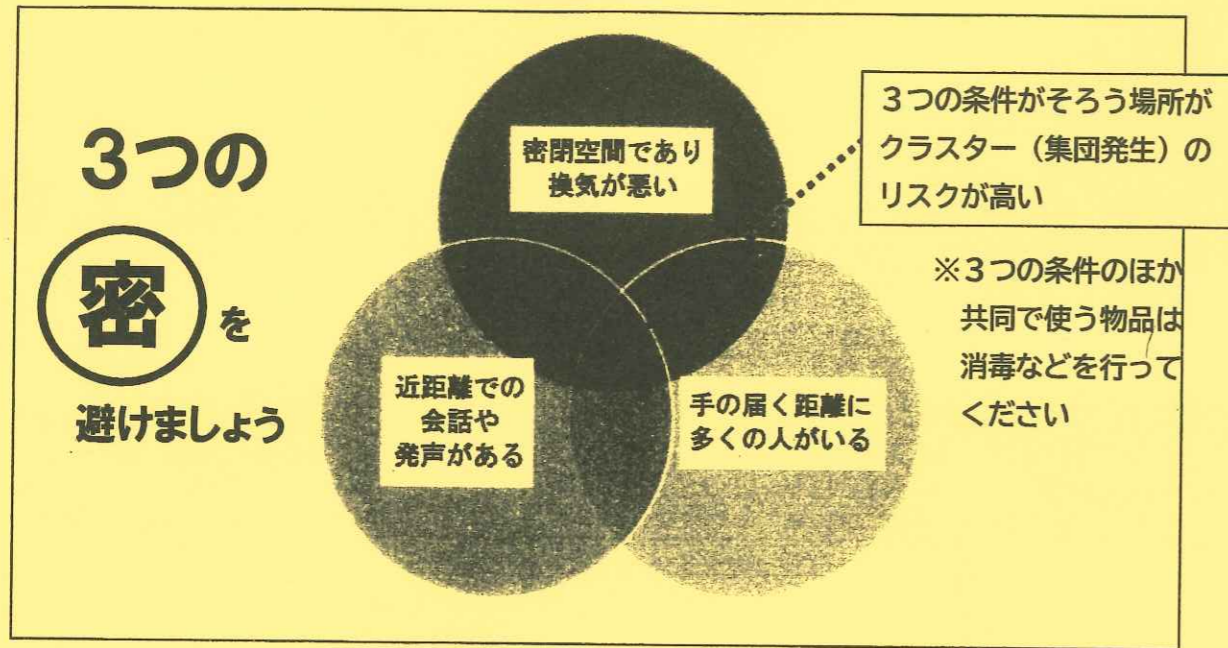 3つの
密を
避けましょう
密閉空間であり
換気が悪い
近距離での
会話や
発声がある
手の届く距離に
多くの人がいる
3つの条件がそろう場所が
クラスター（集団発生）の
リスクが高い
※3つの条件のほか
共同で使う物品は
消毒などを行って
ください